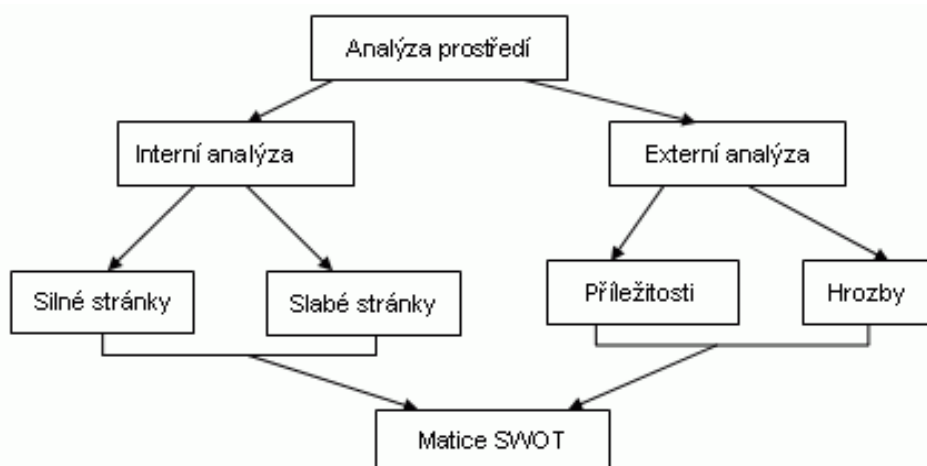 Analýza prostředí
Interní analýza
Externí analýza
Silné stránky
Slabé stránky
Příležitosti
Hrozby
Matice SWOT